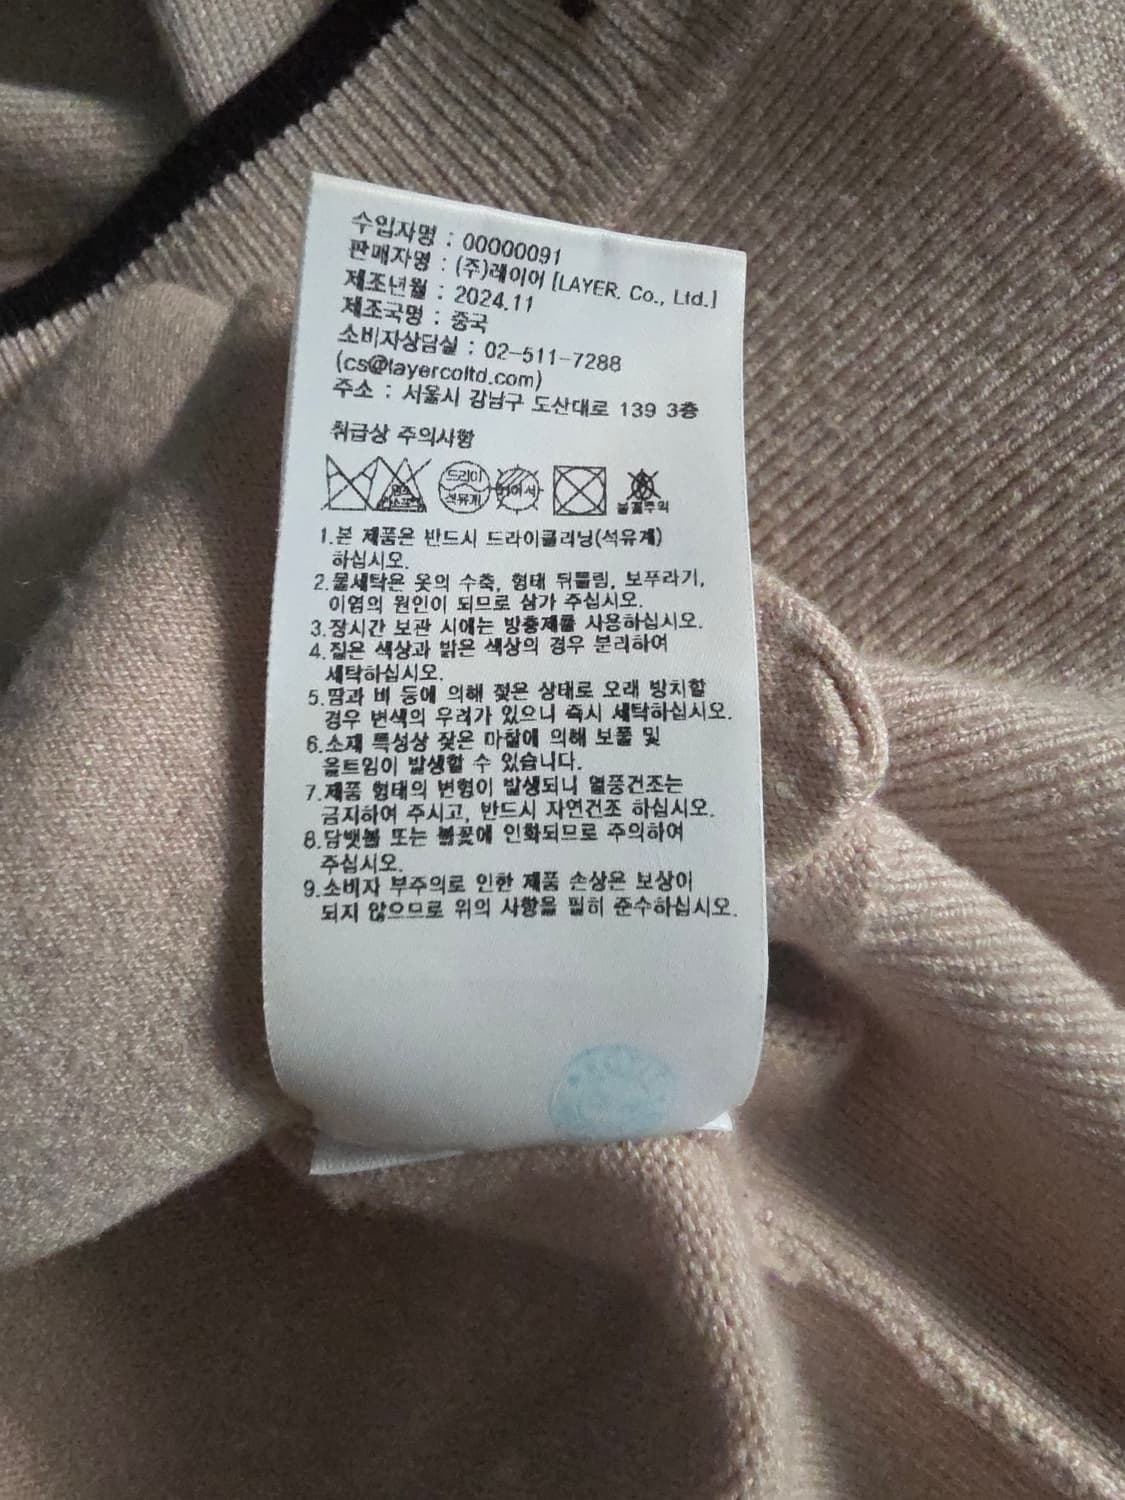 수입자명 : 00000091
판매자명 : (주)레이어 [LAYER. Co., Ltd.]
제조년월 : 2024.11
제조국명 : 중국
소비자상담실 : 02-511-7288
(cs@layercoltd.com)
주소 : 서울시 강남구 도산대로 139 3층
취급상 주의사항
드라이
석유계
불꽃주의
1.본 제품은 반드시 드라이클리닝(석유계)
하십시오.
2.물세탁은 옷의 수축, 형태 뒤틀림, 보푸라기,
이염의 원인이 되므로 삼가 주십시오.
3.장시간 보관 시에는 방충제를 사용하십시오.
4.짙은 색상과 밝은 색상의 경우 분리하여
세탁하십시오.
5.땀과 비 등에 의해 젖은 상태로 오래 방치할
경우 변색의 우려가 있으니 즉시 세탁하십시오.
6.소재 특성상 잦은 마찰에 의해 보풀 및
올트임이 발생할 수 있습니다.
7.제품 형태의 변형이 발생되니 열풍건조는
금지하여 주시고, 반드시 자연건조 하십시오.
8.담뱃불 또는 불꽃에 인화되므로 주의하여
주십시오.
9.소비자 부주의로 인한 제품 손상은 보상이
되지 않으므로 위의 사항을 필히 준수하십시오.